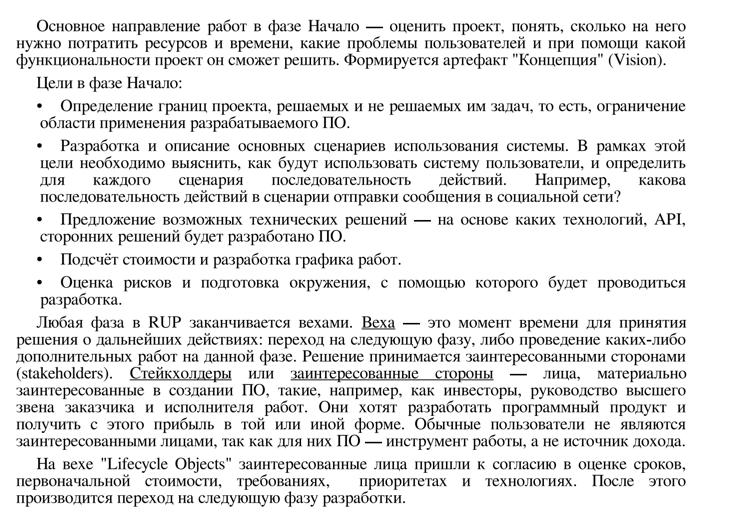 Основное направление работ в фазе Начало — оценить проект, понять, сколько на него
нужно потратить ресурсов и времени, какие проблемы пользователей и при помощи какой
функциональности проект он сможет решить. Формируется артефакт "Концепция" (Vision).
Цели в фазе Начало:
• Определение границ проекта, решаемых и не решаемых им задач, то есть, ограничение
области применения разрабатываемого ПО.
• Разработка и описание основных сценариев использования системы. В рамках этой
цели необходимо выяснить, как будут использовать систему пользователи, и определить
для каждого сценария последовательность действий. Например, какова
последовательность действий в сценарии отправки сообщения в социальной сети?
• Предложение возможных технических решений — на основе каких технологий, API,
сторонних решений будет разработано ПО.
• Подсчёт стоимости и разработка графика работ.
• Оценка рисков и подготовка окружения, с помощью которого будет проводиться
разработка.
Любая фаза в RUP заканчивается вехами. Веха — это момент времени для принятия
решения о дальнейших действиях: переход на следующую фазу, либо проведение каких-либо
дополнительных работ на данной фазе. Решение принимается заинтересованными сторонами
(stakeholders). Стейкхолдеры или заинтересованные стороны — лица, материально
заинтересованные в создании ПО, такие, например, как инвесторы, руководство высшего
звена заказчика и исполнителя работ. Они хотят разработать программный продукт и
получить с этого прибыль в той или иной форме. Обычные пользователи не являются
заинтересованными лицами, так как для них ПО — инструмент работы, а не источник дохода.
На вехе "Lifecycle Objects" заинтересованные лица пришли к согласию в оценке сроков,
первоначальной стоимости, требованиях, приоритетах и технологиях. После этого
производится переход на следующую фазу разработки.